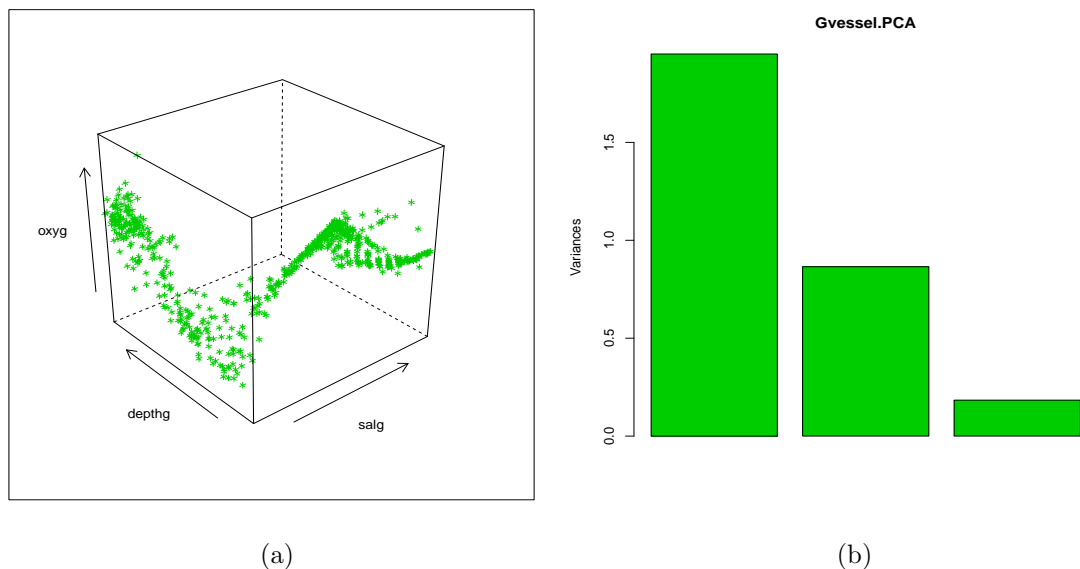 oxyg
depthg
salg
(a)
Gvessel.PCA
Variances
1.5
1.0
0.5
0.0
(b)